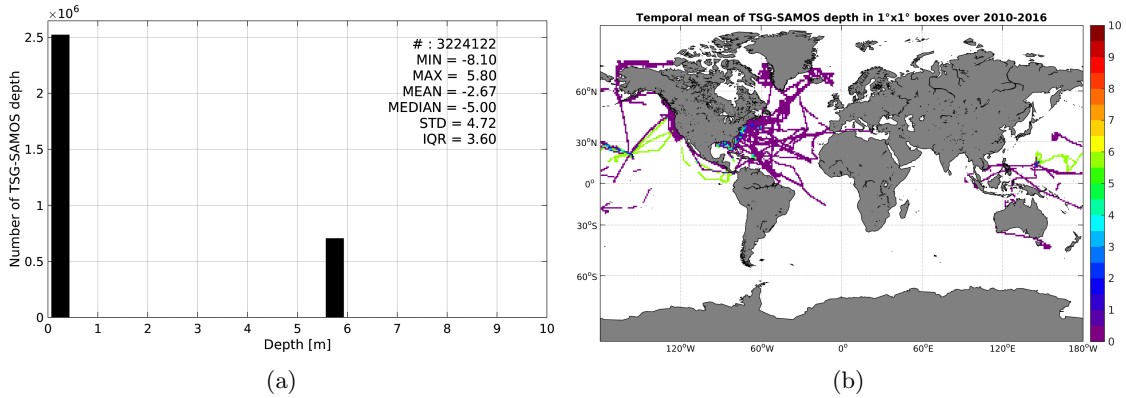 ×10⁶
# : 3224122
MIN = -8.10
MAX = 5.80
MEAN = -2.67
MEDIAN = -5.00
STD = 4.72
IQR = 3.60
Number of TSG-SAMOS depth
2.5
2
1.5
1
0.5
0
0 1 2 3 4 5 6 7 8 9 10
Depth [m]
(a)
Temporal mean of TSG-SAMOS depth in 1°x1° boxes over 2010-2016
60°N
30°N
0°
30°S
60°S
120°W 60°W 0° 60°E 120°E 180°W
10
9
8
7
6
5
4
3
2
1
0
(b)